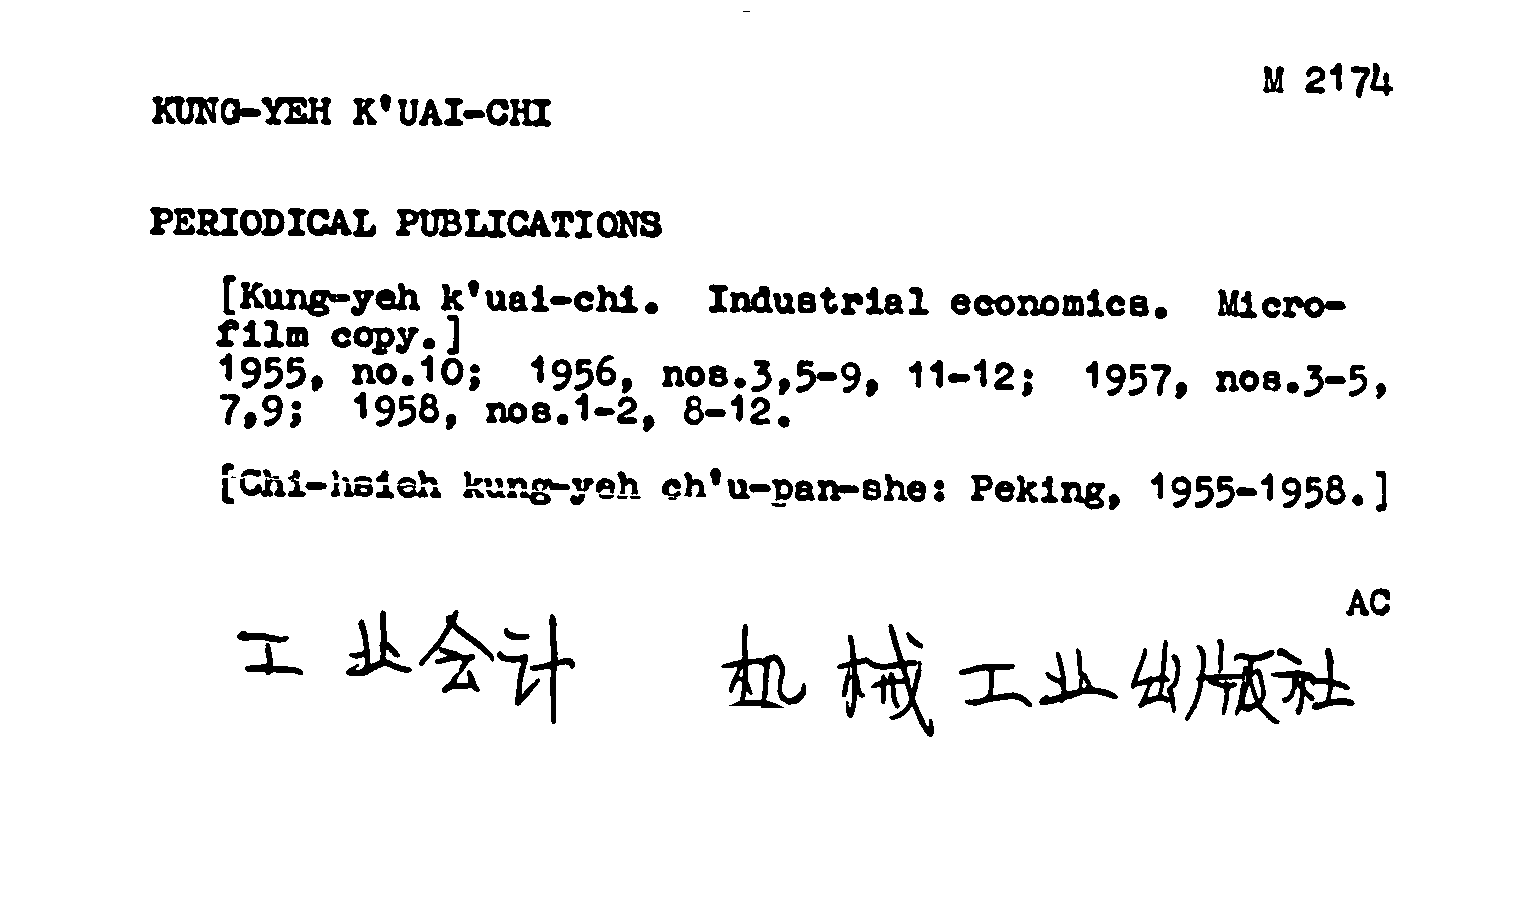 M 2174
KUNG-YEH K'UAI-CHI
PERIODICAL PUBLICATIONS
[Kung-yeh k'uai-chi. Industrial economics. Micro-
film copy.]
1955, no.10; 1956, nos.3,5-9, 11-12; 1957, nos.3-5,
7,9; 1958, nos.1-2, 8-12.
[Chi-hsieh kung-yeh ch'u-pan-she: Peking, 1955-1958.]
AC
工业会计 机械工业出版社